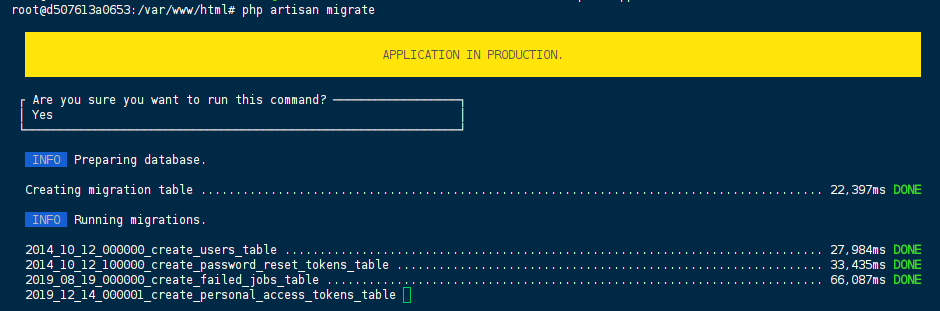 root@d507613a0653:/var/www/html# php artisan migrate
APPLICATION IN PRODUCTION.
Are you sure you want to run this command?
Yes
INFO Preparing database.
Creating migration table ........................................................................................ 22,397ms DONE
INFO Running migrations.
2014_10_12_000000_create_users_table ............................................................................ 27,984ms DONE
2014_10_12_100000_create_password_reset_tokens_table ............................................................ 33,435ms DONE
2019_08_19_000000_create_failed_jobs_table ...................................................................... 66,087ms DONE
2019_12_14_000001_create_personal_access_tokens_table